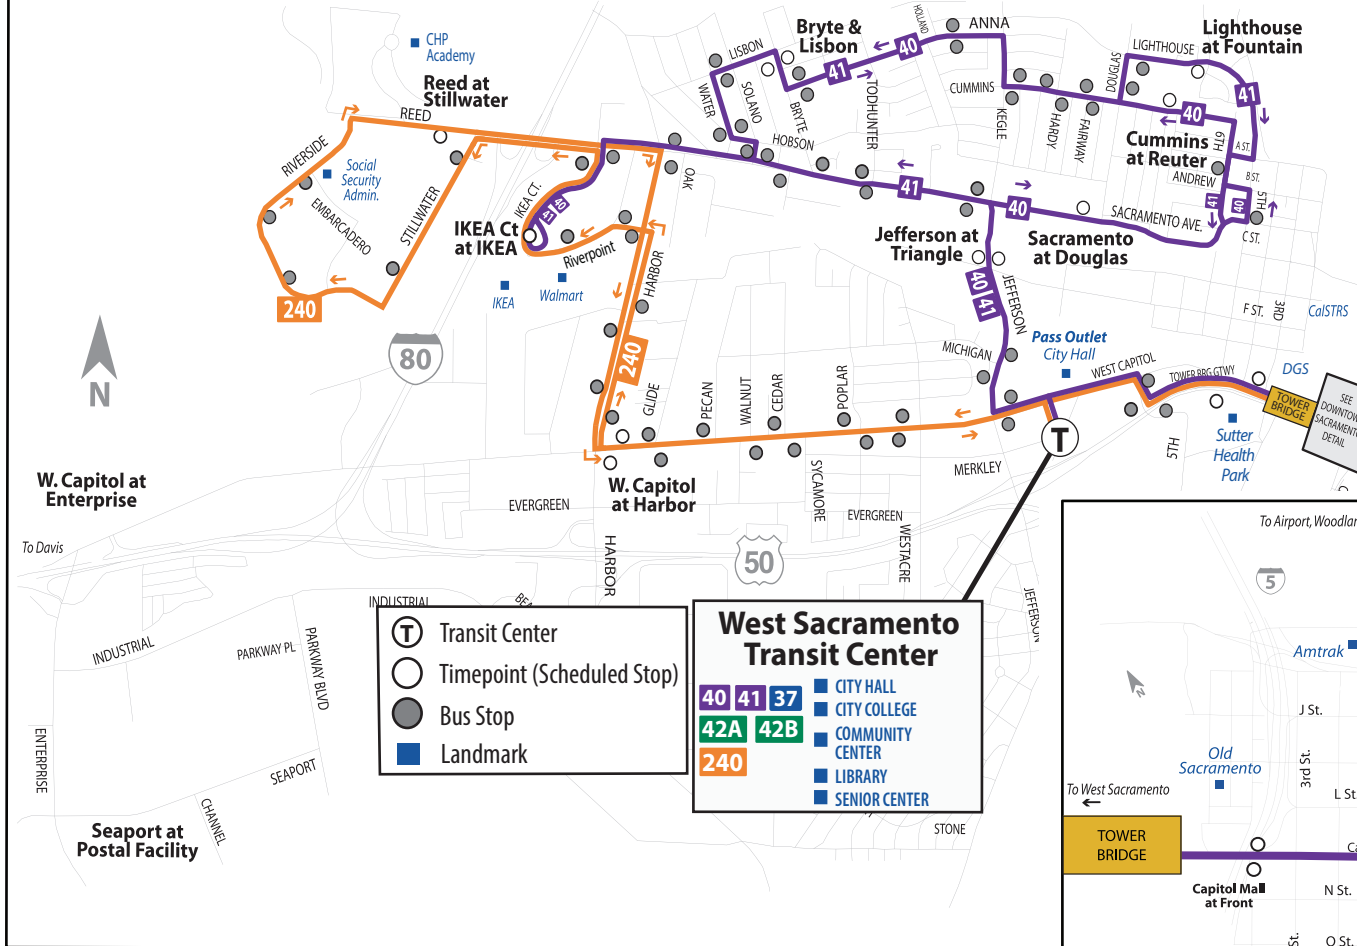 CHP
Academy
Reed at
Stillwater
REED
RIVERSIDE
Social
Security
Admin.
EMBARCADERO
STILLWATER
240
IKEA CT.
41
40
IKEA Ct
at IKEA
Riverpoint
IKEA
Walmart
HARBOR
240
80
N
Bryte &
Lisbon
LISBON
WATER
SOLANO
BRYTE
HOBSON
TODHUNTER
41
40
HOLLAND
ANNA
CUMMINS
KEGLE
HARDY
FAIRWAY
DOUGLAS
LIGHTHOUSE
Lighthouse
at Fountain
41
40
Cummins
at Reuter
6TH
A ST.
B ST.
ANDREW
41
40
5TH
C ST.
SACRAMENTO AVE.
OAK
41
40
Jefferson at
Triangle
Sacramento
at Douglas
40
41
JEFFERSON
F ST.
3RD
CalSTRS
MICHIGAN
Pass Outlet
City Hall
WEST CAPITOL
TOWER BRG GTWY
DGS
TOWER
BRIDGE
SEE
DOWNTOWN
SACRAMENTO
DETAIL
5TH
Sutter
Health
Park
T
MERKLEY
GLIDE
PECAN
WALNUT
CEDAR
POPLAR
SYCAMORE
W. Capitol at
Enterprise
W. Capitol
at Harbor
EVERGREEN
EVERGREEN
WESTACRE
To Davis
HARBOR
50
JEFFERSON
INDUSTRIAL
INDUSTRIAL
PARKWAY PL
PARKWAY BLVD
ENTERPRISE
SEAPORT
CHANNEL
Seaport at
Postal Facility
STONE
T Transit Center
Timepoint (Scheduled Stop)
Bus Stop
Landmark
West Sacramento
Transit Center
40 41 37
42A 42B
240
CITY HALL
CITY COLLEGE
COMMUNITY
CENTER
LIBRARY
SENIOR CENTER
To Airport, Woodlan
5
N
Amtrak
J St.
3rd St.
Old
Sacramento
L St
To West Sacramento
TOWER
BRIDGE
Ca
Capitol Mall
at Front
N St.
O St.
St.